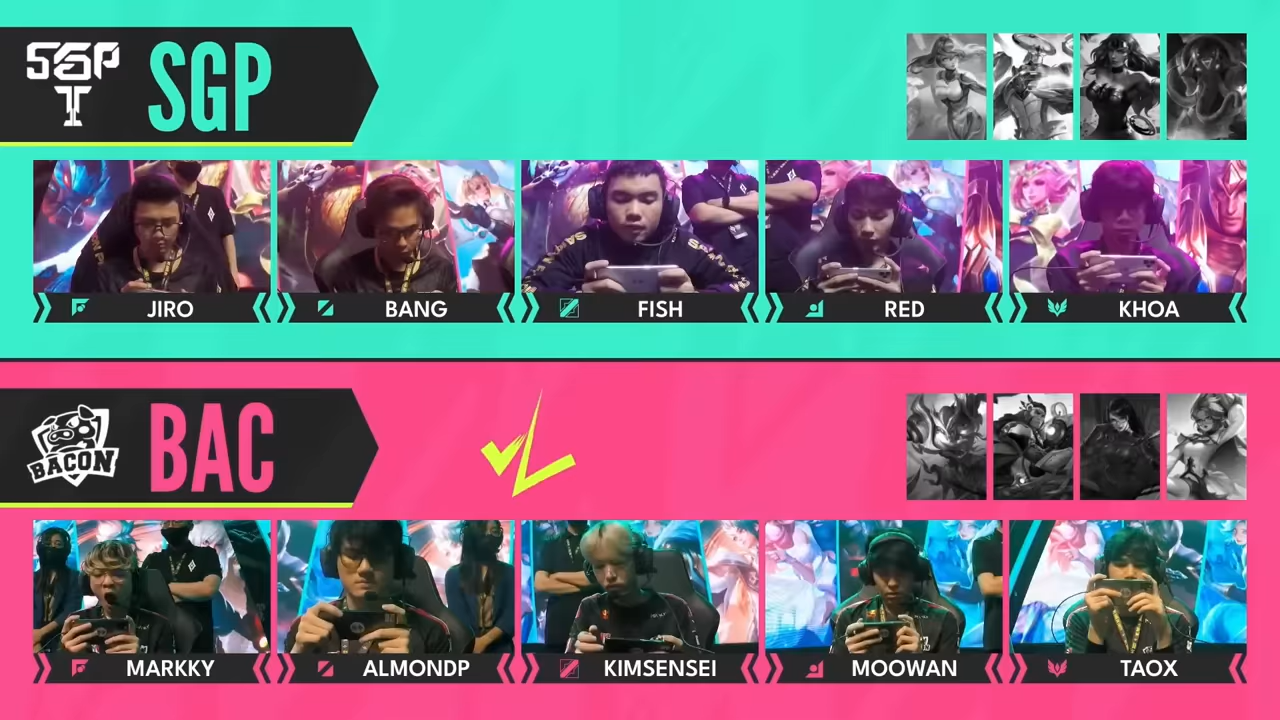 SGP
SGP
JIRO
BANG
FISH
RED
KHOA
BACON
BAC
MARKKY
ALMONDP
KIMSENSEI
MOOWAN
TAOX